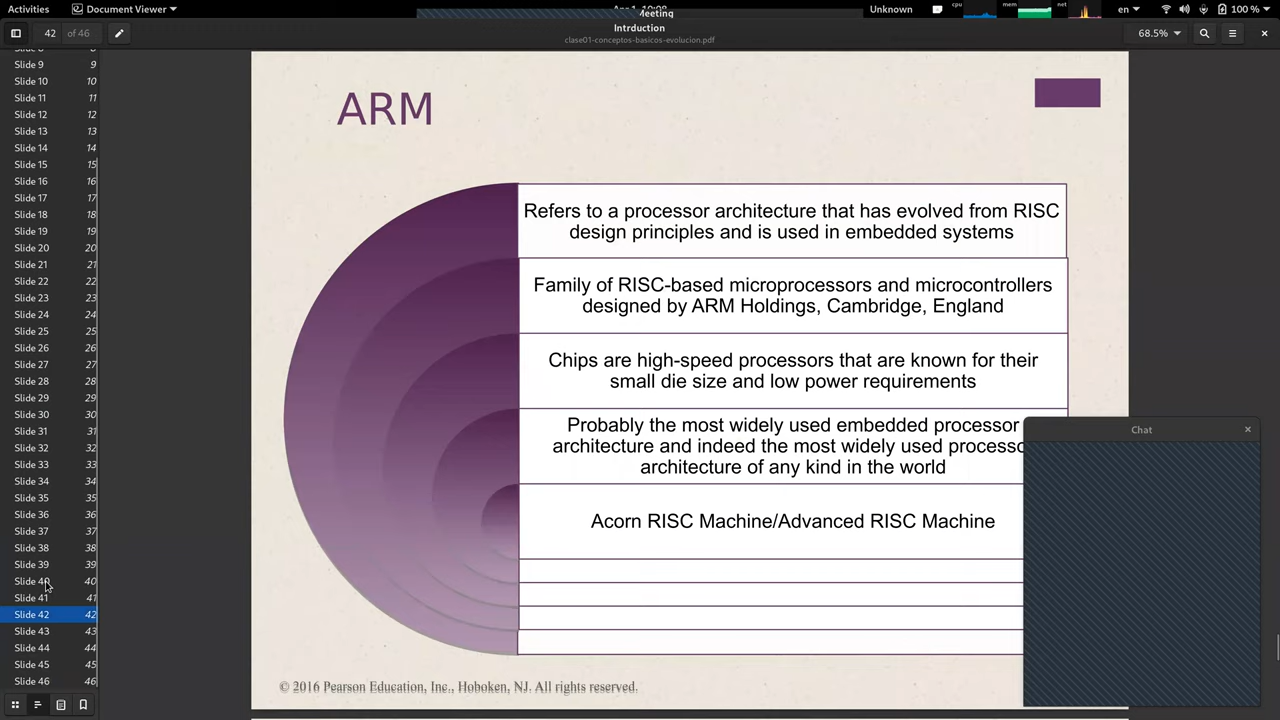 Activities
Document Viewer
Meeting
Unknown
cpu
mem
net
en
100 %
42
of 46
Intrduction
clase01-conceptos-basicos-evolucion.pdf
68.5%
Slide 9 9
Slide 10 10
Slide 11 11
Slide 12 12
Slide 13 13
Slide 14 14
Slide 15 15
Slide 16 16
Slide 17 17
Slide 18 18
Slide 19 19
Slide 20 20
Slide 21 21
Slide 22 22
Slide 23 23
Slide 24 24
Slide 25 25
Slide 26 26
Slide 27 27
Slide 28 28
Slide 29 29
Slide 30 30
Slide 31 31
Slide 32 32
Slide 33 33
Slide 34 34
Slide 35 35
Slide 36 36
Slide 37 37
Slide 38 38
Slide 39 39
Slide 40 40
Slide 41 41
Slide 42 42
Slide 43 43
Slide 44 44
Slide 45 45
Slide 46 46
ARM
Refers to a processor architecture that has evolved from RISC
design principles and is used in embedded systems
Family of RISC-based microprocessors and microcontrollers
designed by ARM Holdings, Cambridge, England
Chips are high-speed processors that are known for their
small die size and low power requirements
Probably the most widely used embedded processor
architecture and indeed the most widely used processo
architecture of any kind in the world
Acorn RISC Machine/Advanced RISC Machine
© 2016 Pearson Education, Inc., Hoboken, NJ. All rights reserved.
Chat